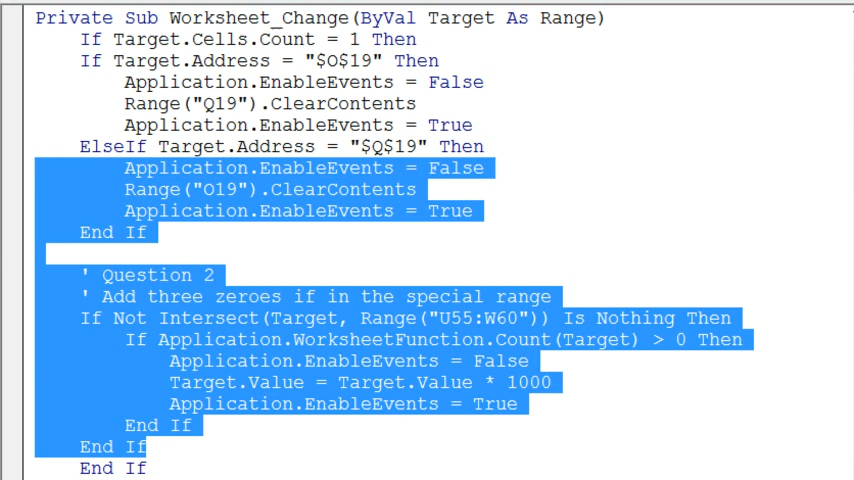 Private Sub Worksheet_Change(ByVal Target As Range)
If Target.Cells.Count = 1 Then
If Target.Address = "$O$19" Then
Application.EnableEvents = False
Range("Q19").ClearContents
Application.EnableEvents = True
ElseIf Target.Address = "$Q$19" Then
Application.EnableEvents = False
Range("O19").ClearContents
Application.EnableEvents = True
End If
' Question 2
' Add three zeroes if in the special range
If Not Intersect(Target, Range("U55:W60")) Is Nothing Then
If Application.WorksheetFunction.Count(Target) > 0 Then
Application.EnableEvents = False
Target.Value = Target.Value * 1000
Application.EnableEvents = True
End If
End If
End If